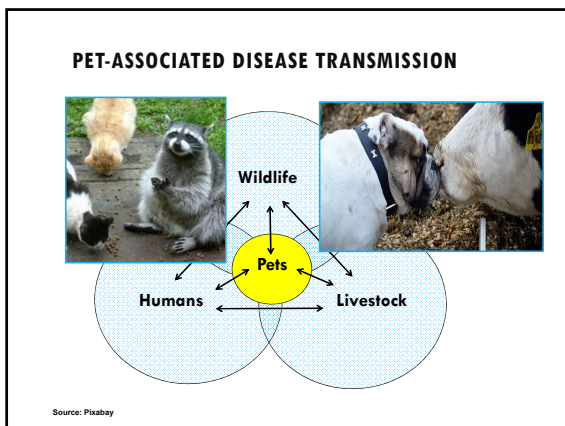 PET-ASSOCIATED DISEASE TRANSMISSION
Wildlife
Pets
Humans
Livestock
Source: Pixabay